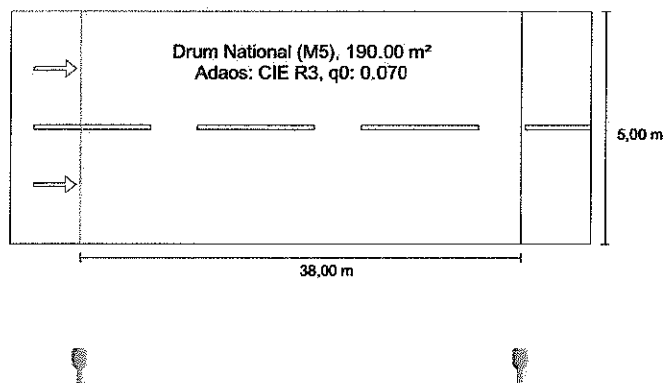 Drum National (M5), 190.00 m²
Adaos: CIE R3, q0: 0.070
5,00 m
38,00 m